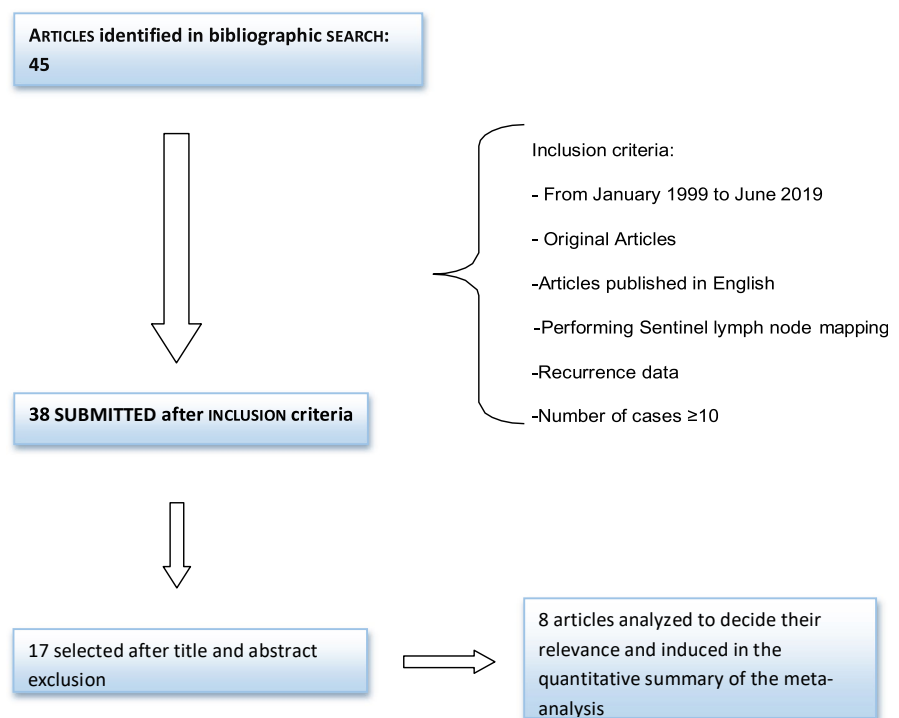 ARTICLES identified in bibliographic SEARCH:
45
Inclusion criteria:
- From January 1999 to June 2019
- Original Articles
-Articles published in English
-Performing Sentinel lymph node mapping
-Recurrence data
-Number of cases ≥10
38 SUBMITTED after INCLUSION criteria
17 selected after title and abstract
exclusion
8 articles analyzed to decide their
relevance and induced in the
quantitative summary of the meta-
analysis